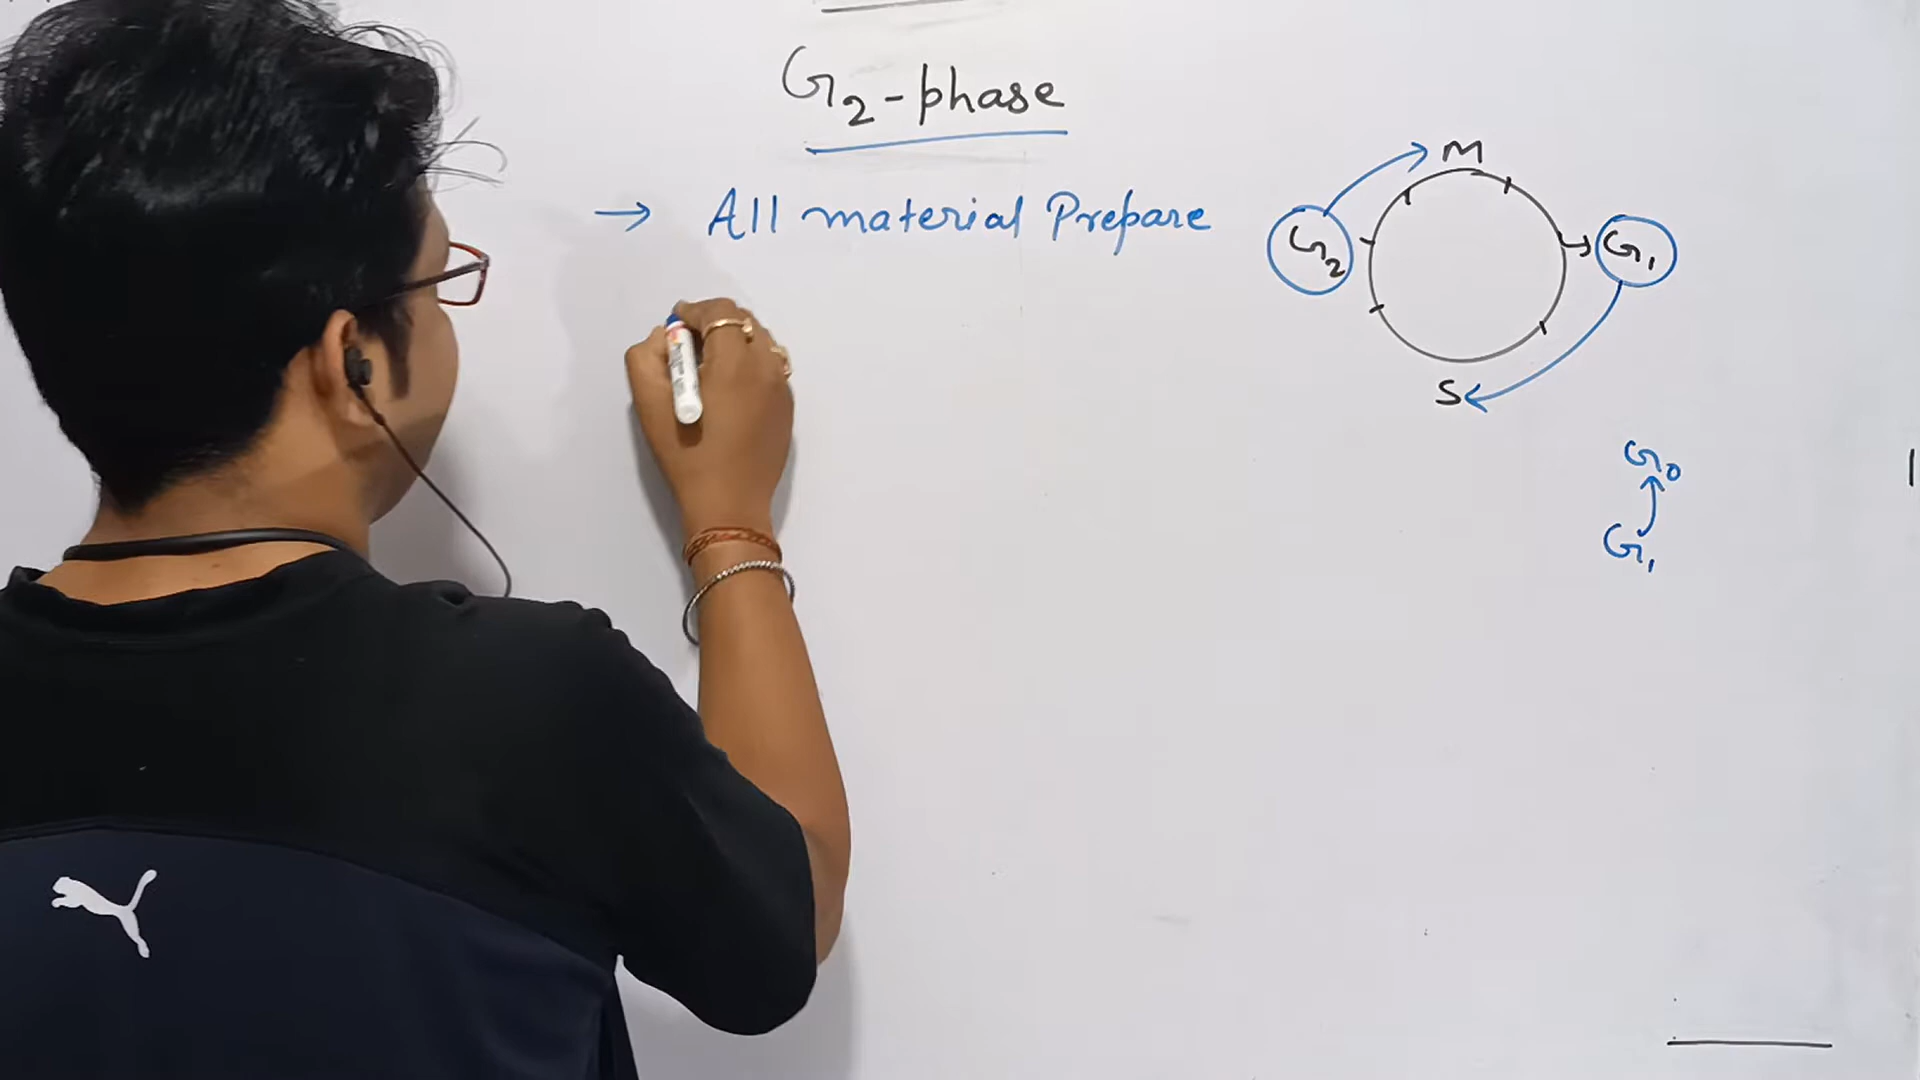 G2-phase
→ All material Prepare
M
G2
G1
S
G0
G1